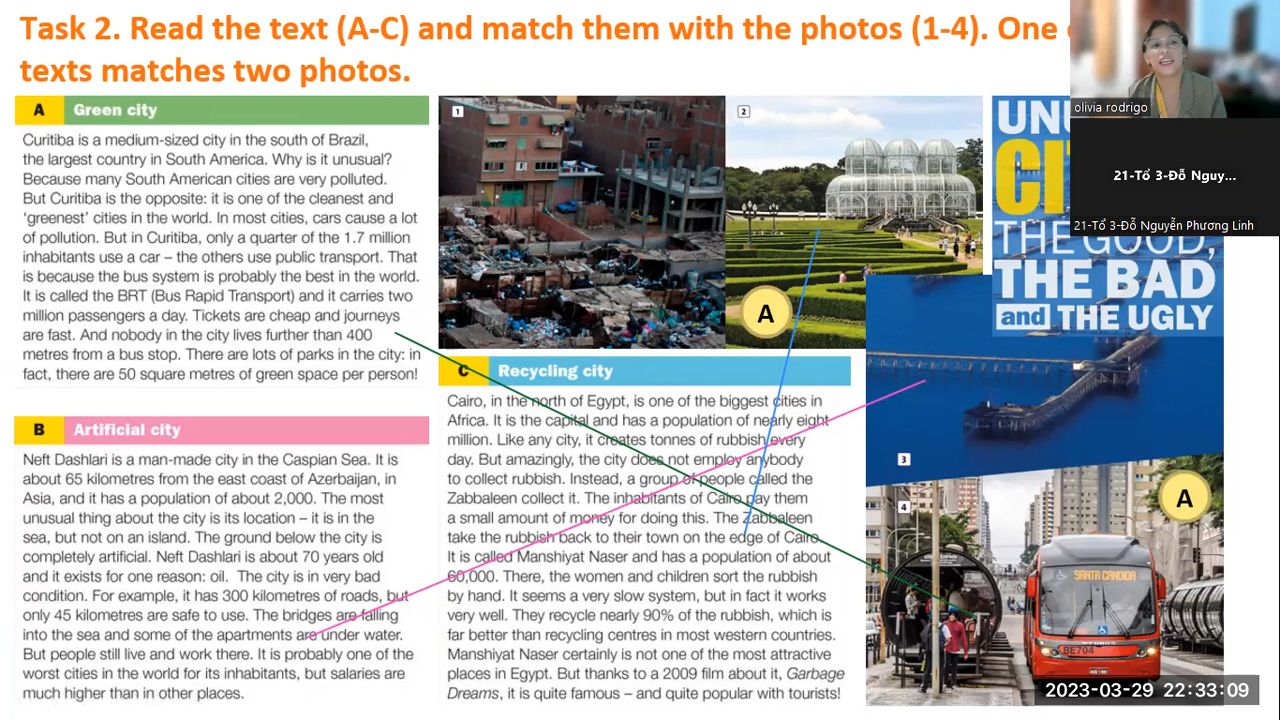 Task 2. Read the text (A-C) and match them with the photos (1-4). One
texts matches two photos.
A Green city
Curitiba is a medium-sized city in the south of Brazil,
the largest country in South America. Why is it unusual?
Because many South American cities are very polluted.
But Curitiba is the opposite: it is one of the cleanest and
‘greenest’ cities in the world. In most cities, cars cause a lot
of pollution. But in Curitiba, only a quarter of the 1.7 million
inhabitants use a car – the others use public transport. That
is because the bus system is probably the best in the world.
It is called the BRT (Bus Rapid Transport) and it carries two
million passengers a day. Tickets are cheap and journeys
are fast. And nobody in the city lives further than 400
metres from a bus stop. There are lots of parks in the city: in
fact, there are 50 square metres of green space per person!
B Artificial city
Neft Dashlari is a man-made city in the Caspian Sea. It is
about 65 kilometres from the east coast of Azerbaijan, in
Asia, and it has a population of about 2,000. The most
unusual thing about the city is its location – it is in the
sea, but not on an island. The ground below the city is
completely artificial. Neft Dashlari is about 70 years old
and it exists for one reason: oil. The city is in very bad
condition. For example, it has 300 kilometres of roads, but
only 45 kilometres are safe to use. The bridges are falling
into the sea and some of the apartments are under water.
But people still live and work there. It is probably one of the
worst cities in the world for its inhabitants, but salaries are
much higher than in other places.
1
2
A
C Recycling city
Cairo, in the north of Egypt, is one of the biggest cities in
Africa. It is the capital and has a population of nearly eight
million. Like any city, it creates tonnes of rubbish every
day. But amazingly, the city does not employ anybody
to collect rubbish. Instead, a group of people called the
Zabbaleen collect it. The inhabitants of Cairo pay them
a small amount of money for doing this. The Zabbaleen
take the rubbish back to their town on the edge of Cairo.
It is called Manshiyat Naser and has a population of about
60,000. There, the women and children sort the rubbish
by hand. It seems a very slow system, but in fact it works
very well. They recycle nearly 90% of the rubbish, which is
far better than recycling centres in most western countries.
Manshiyat Naser certainly is not one of the most attractive
places in Egypt. But thanks to a 2009 film about it, Garbage
Dreams, it is quite famous – and quite popular with tourists!
THE GOOD,
THE BAD
and THE UGLY
3
4
A
SANTA CANDIDA
BE704
olivia rodrigo
21-Tổ 3-Đỗ Nguy...
21-Tổ 3-Đỗ Nguyễn Phương Linh
2023-03-29 22:33:09